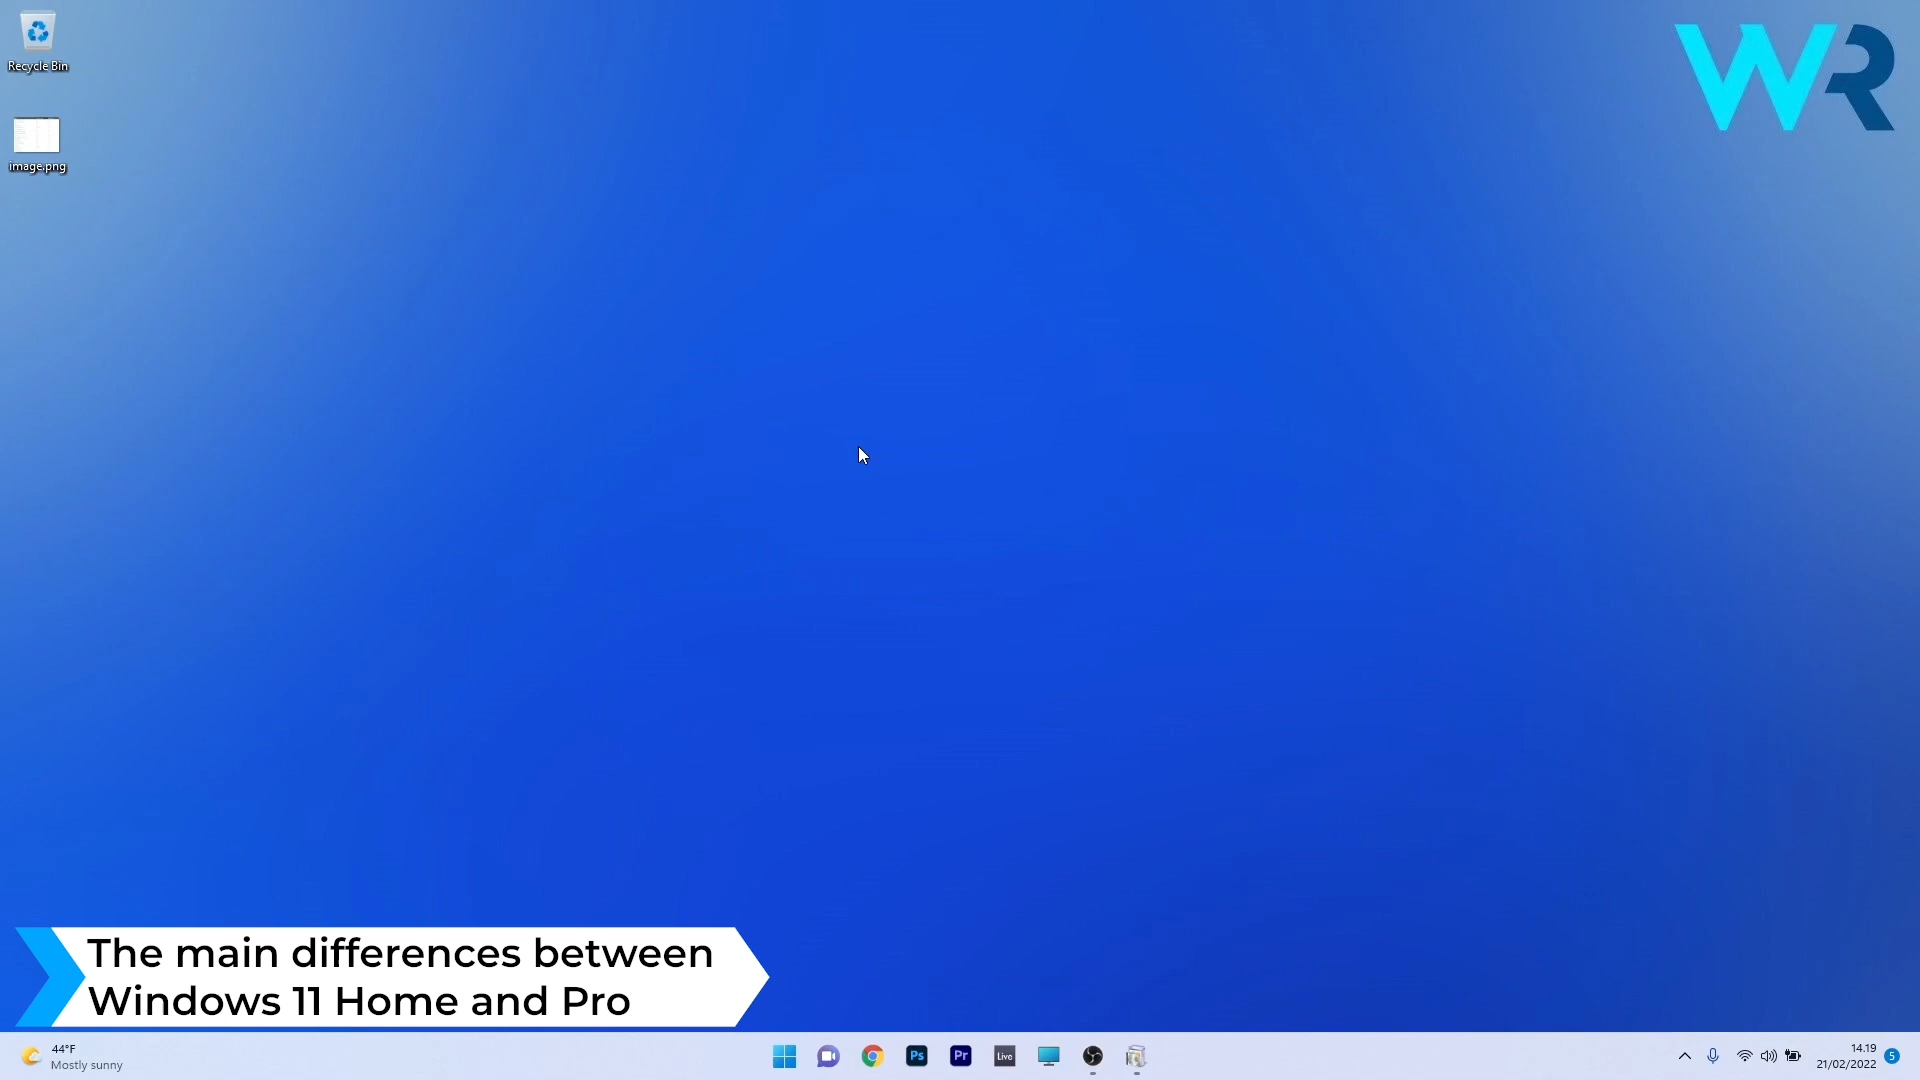 Recycle Bin
WR
image.png
The main differences between
Windows 11 Home and Pro
44°F
Mostly sunny
Ps
Pr
Live
14.19
21/02/2022
5